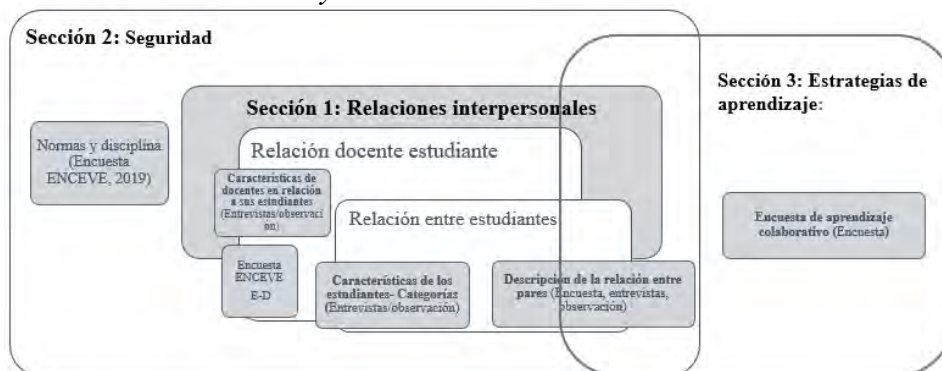 Sección 2: Seguridad
Sección 3: Estrategias de
aprendizaje:
Sección 1: Relaciones interpersonales
Normas y disciplina
(Encuesta
ENCEVE, 2019)
Relación docente estudiante
Características de
docentes en relación
a sus estudiantes
(Entrevistas/observaci
ón)
Relación entre estudiantes
Encuesta de aprendizaje
colaborativo (Encuesta)
Encuesta
ENCEVE
E-D
Características de los
estudiantes- Categorías
(Entrevistas/observación)
Descripción de la relación entre
pares (Encuesta, entrevistas,
observación)